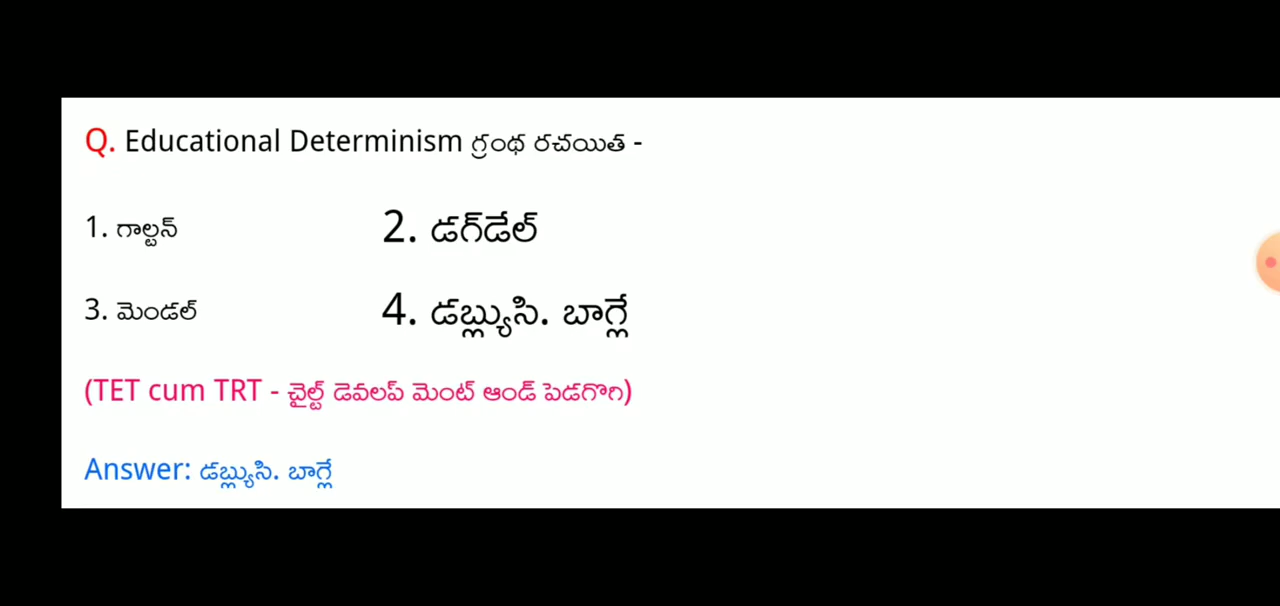 Q. Educational Determinism గ్రంథ రచయిత -
1. గాల్టన్ 2. డగ్‌డేల్
3. మెండల్ 4. డబ్ల్యుసి. బాగ్లే
(TET cum TRT - చైల్ట్ డెవలప్ మెంట్ ఆండ్ పెడగొగి)
Answer: డబ్ల్యుసి. బాగ్లే